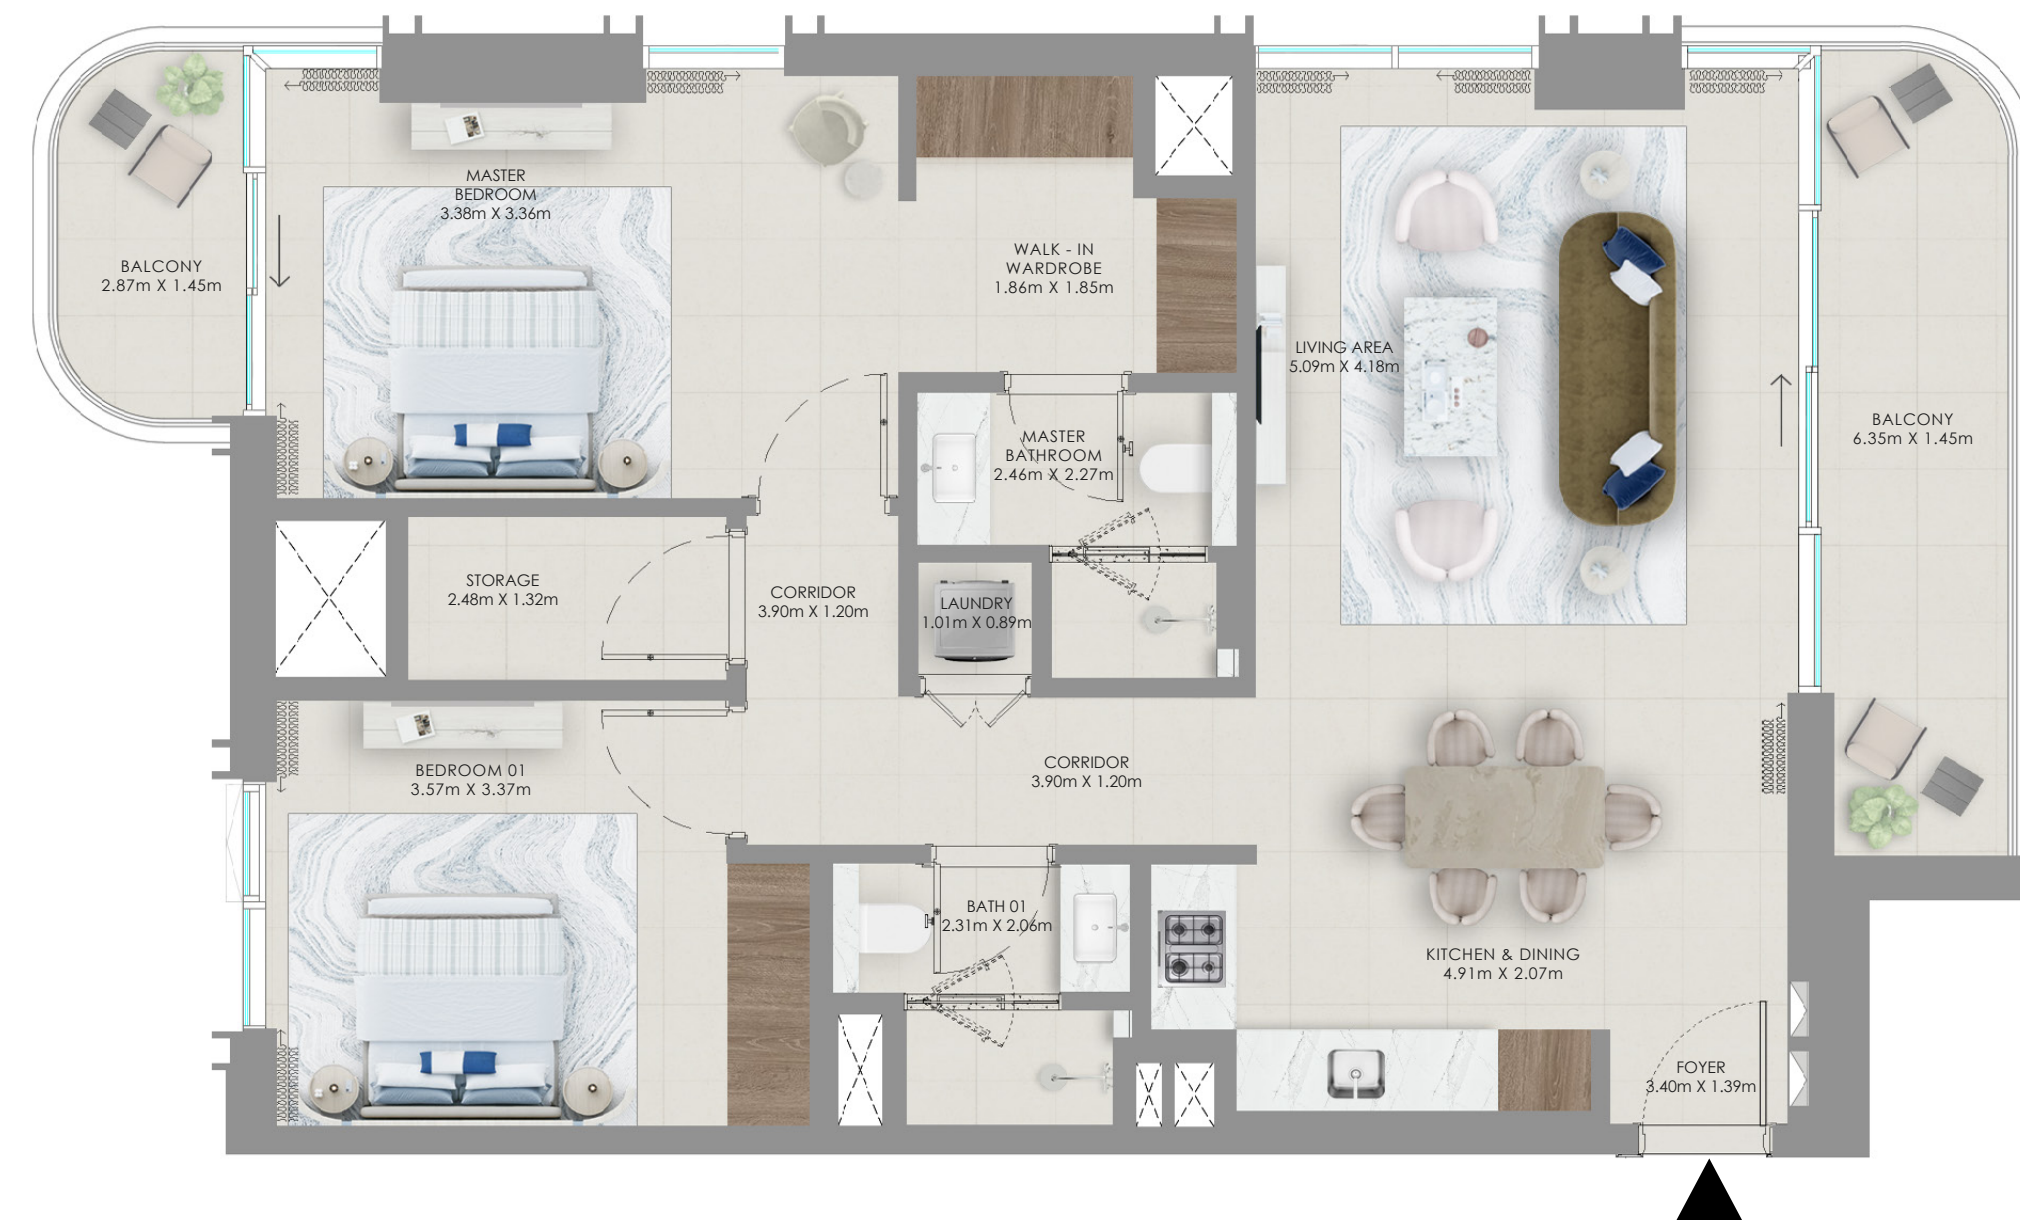 MASTER
BEDROOM
3.38m X 3.36m
BALCONY
2.87m X 1.45m
WALK - IN
WARDROBE
1.86m X 1.85m
LIVING AREA
5.09m X 4.18m
BALCONY
6.35m X 1.45m
MASTER
BATHROOM
2.46m X 2.27m
STORAGE
2.48m X 1.32m
CORRIDOR
3.90m X 1.20m
LAUNDRY
1.01m X 0.89m
BEDROOM 01
3.57m X 3.37m
CORRIDOR
3.90m X 1.20m
BATH 01
2.31m X 2.06m
KITCHEN & DINING
4.91m X 2.07m
FOYER
3.40m X 1.39m